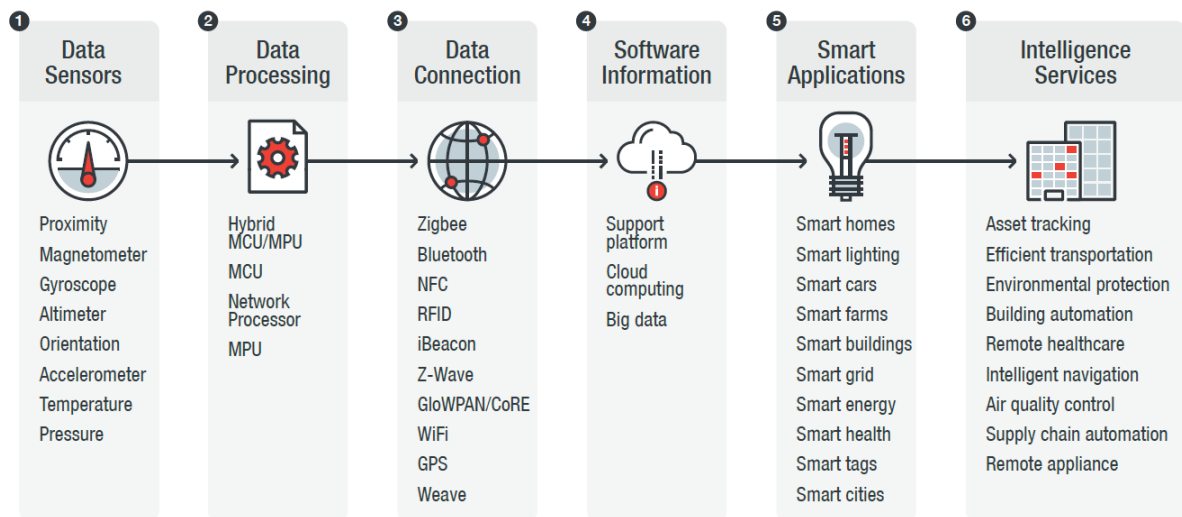 1
Data
Sensors
Proximity
Magnetometer
Gyroscope
Altimeter
Orientation
Accelerometer
Temperature
Pressure
2
Data
Processing
Hybrid
MCU/MPU
MCU
Network
Processor
MPU
3
Data
Connection
Zigbee
Bluetooth
NFC
RFID
iBeacon
Z-Wave
GloWPAN/CoRE
WiFi
GPS
Weave
4
Software
Information
i
Support
platform
Cloud
computing
Big data
5
Smart
Applications
Smart homes
Smart lighting
Smart cars
Smart farms
Smart buildings
Smart grid
Smart energy
Smart health
Smart tags
Smart cities
6
Intelligence
Services
Asset tracking
Efficient transportation
Environmental protection
Building automation
Remote healthcare
Intelligent navigation
Air quality control
Supply chain automation
Remote appliance